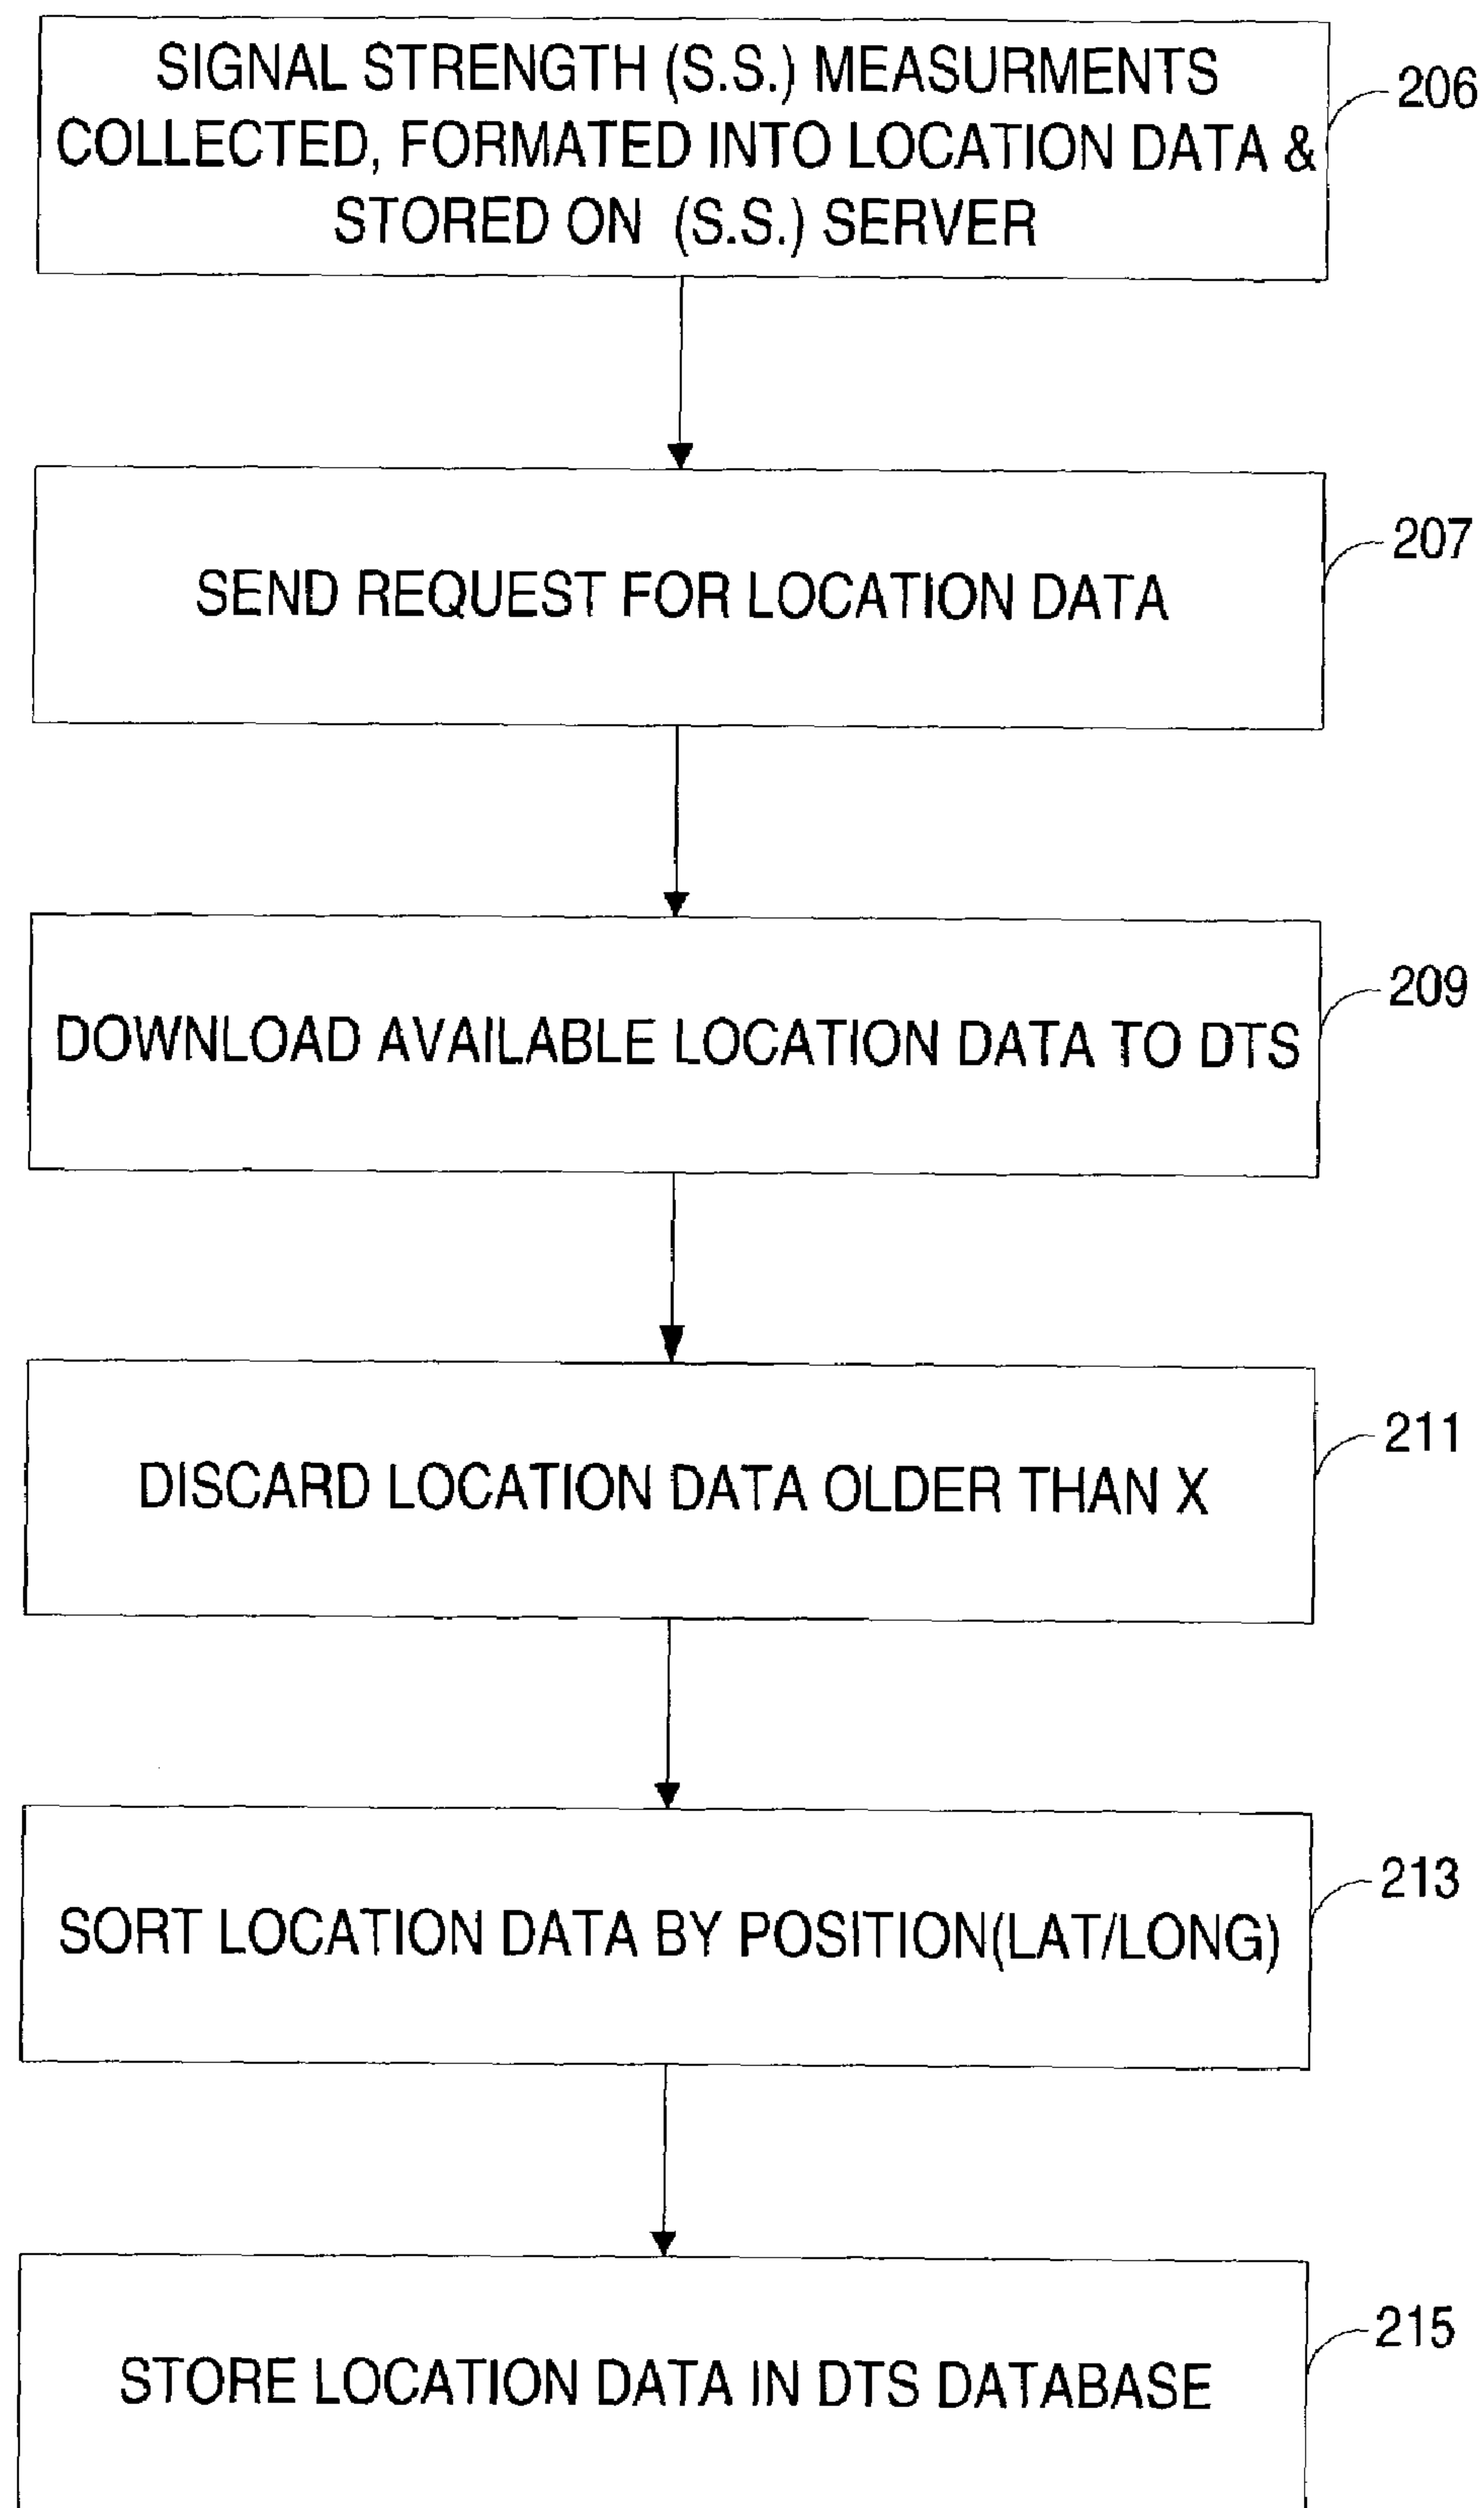 SIGNAL STRENGTH (S.S.) MEASURMENTS
COLLECTED, FORMATED INTO LOCATION DATA &
STORED ON (S.S.) SERVER
206
SEND REQUEST FOR LOCATION DATA
207
DOWNLOAD AVAILABLE LOCATION DATA TO DTS
209
DISCARD LOCATION DATA OLDER THAN X
211
SORT LOCATION DATA BY POSITION(LAT/LONG)
213
STORE LOCATION DATA IN DTS DATABASE
215